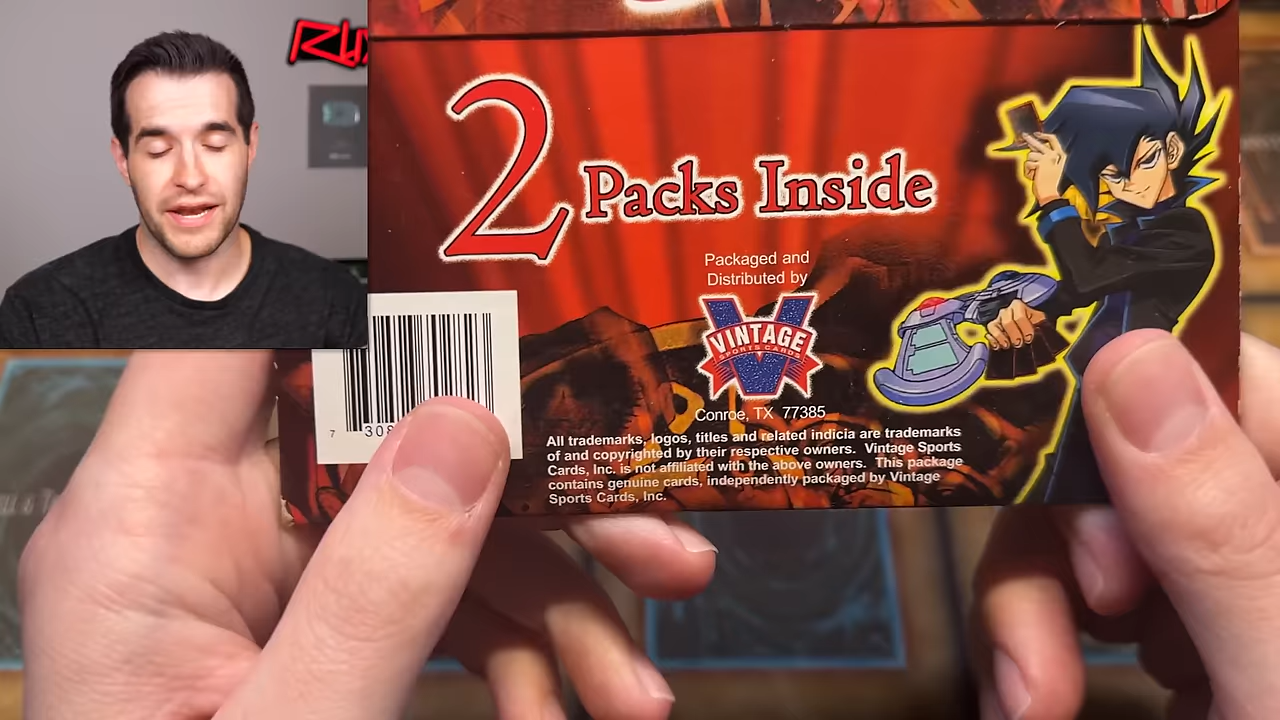 2 Packs Inside
Packaged and
Distributed by
VINTAGE
SPORTS CARDS
Conroe, TX 77385
7 308
All trademarks, logos, titles and related indicia are trademarks
of and copyrighted by their respective owners. Vintage Sports
Cards, Inc. is not affiliated with the above owners. This package
contains genuine cards, independently packaged by Vintage
Sports Cards, Inc.